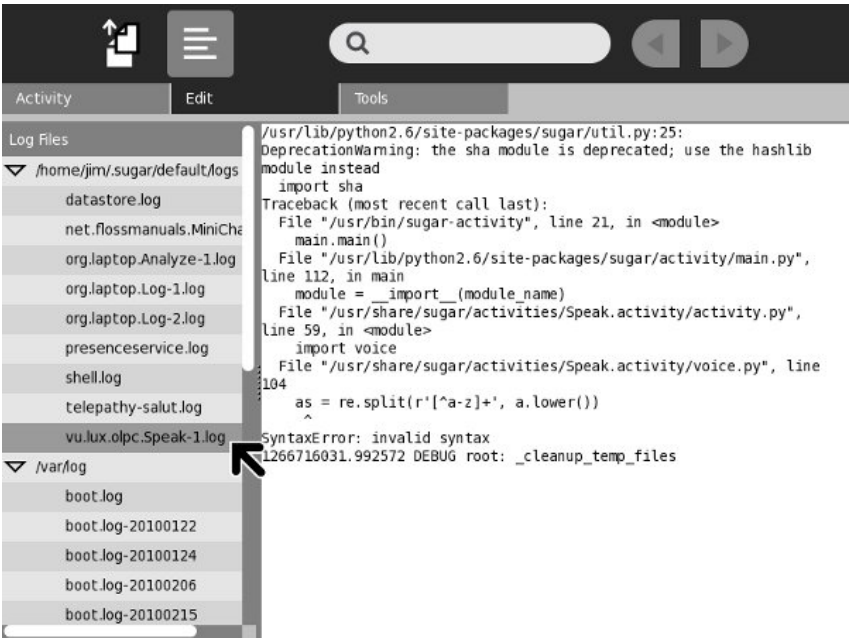 Activity
Edit
Tools
Log Files
/home/jim/.sugar/default/logs
datastore.log
net.flossmanuals.MiniCha
org.laptop.Analyze-1.log
org.laptop.Log-1.log
org.laptop.Log-2.log
presenceservice.log
shell.log
telepathy-salut.log
vu.lux.olpc.Speak-1.log
/var/log
boot.log
boot.log-20100122
boot.log-20100124
boot.log-20100206
boot.log-20100215
/usr/lib/python2.6/site-packages/sugar/util.py:25:
DeprecationWarning: the sha module is deprecated; use the hashlib
module instead
  import sha
Traceback (most recent call last):
  File "/usr/bin/sugar-activity", line 21, in <module>
    main.main()
  File "/usr/lib/python2.6/site-packages/sugar/activity/main.py",
line 112, in main
    module = __import__(module_name)
  File "/usr/share/sugar/activities/Speak.activity/activity.py",
line 59, in <module>
    import voice
  File "/usr/share/sugar/activities/Speak.activity/voice.py", line
104
    as = re.split(r'[^a-z]+', a.lower())
     ^
SyntaxError: invalid syntax
1266716031.992572 DEBUG root: _cleanup_temp_files